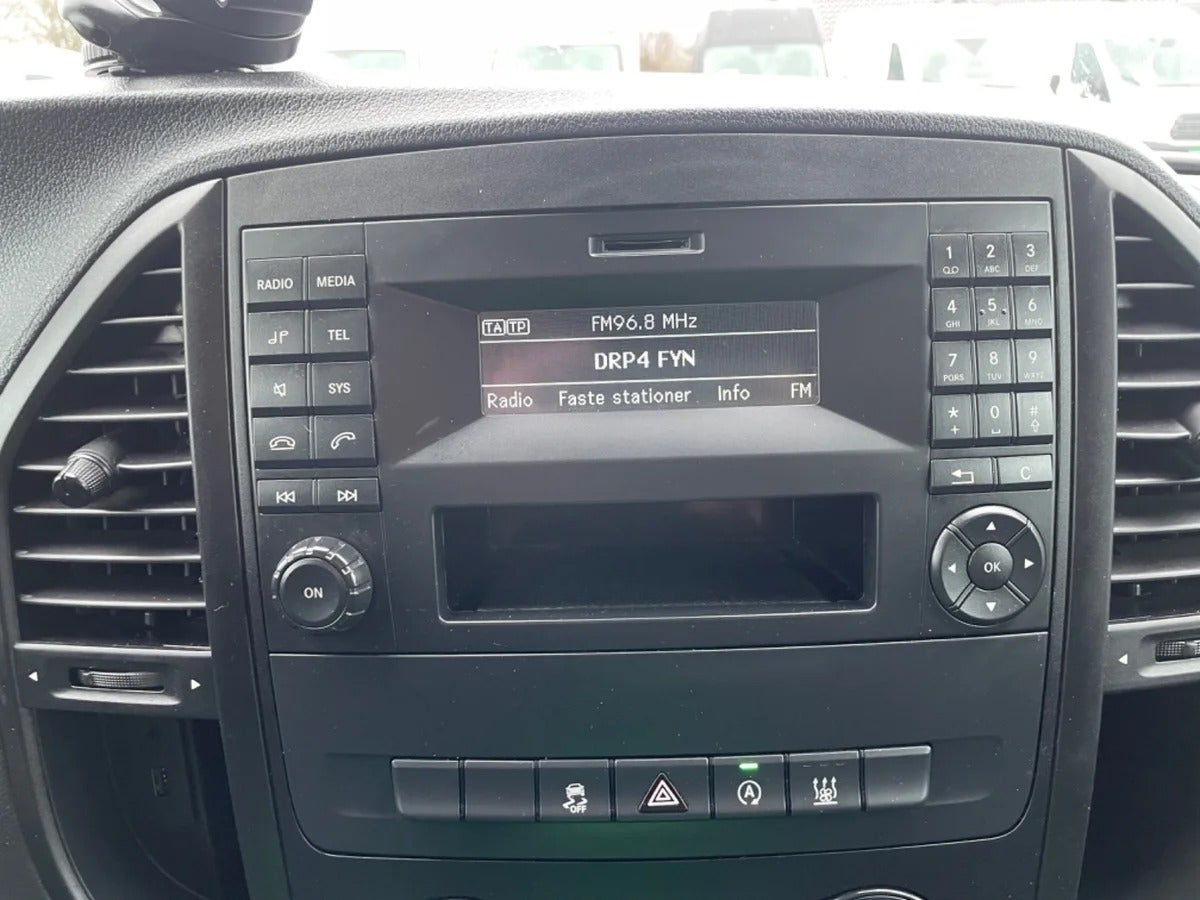 RADIO
MEDIA
TEL
SYS
TA TP
FM96.8 MHz
DRP4 FYN
Radio Faste stationer Info FM
1 2 ABC 3 DEF
4 GHI 5 JKL 6 MNO
7 PQRS 8 TUV 9 WXYZ
* + 0 #
C
OK
ON
OFF
A